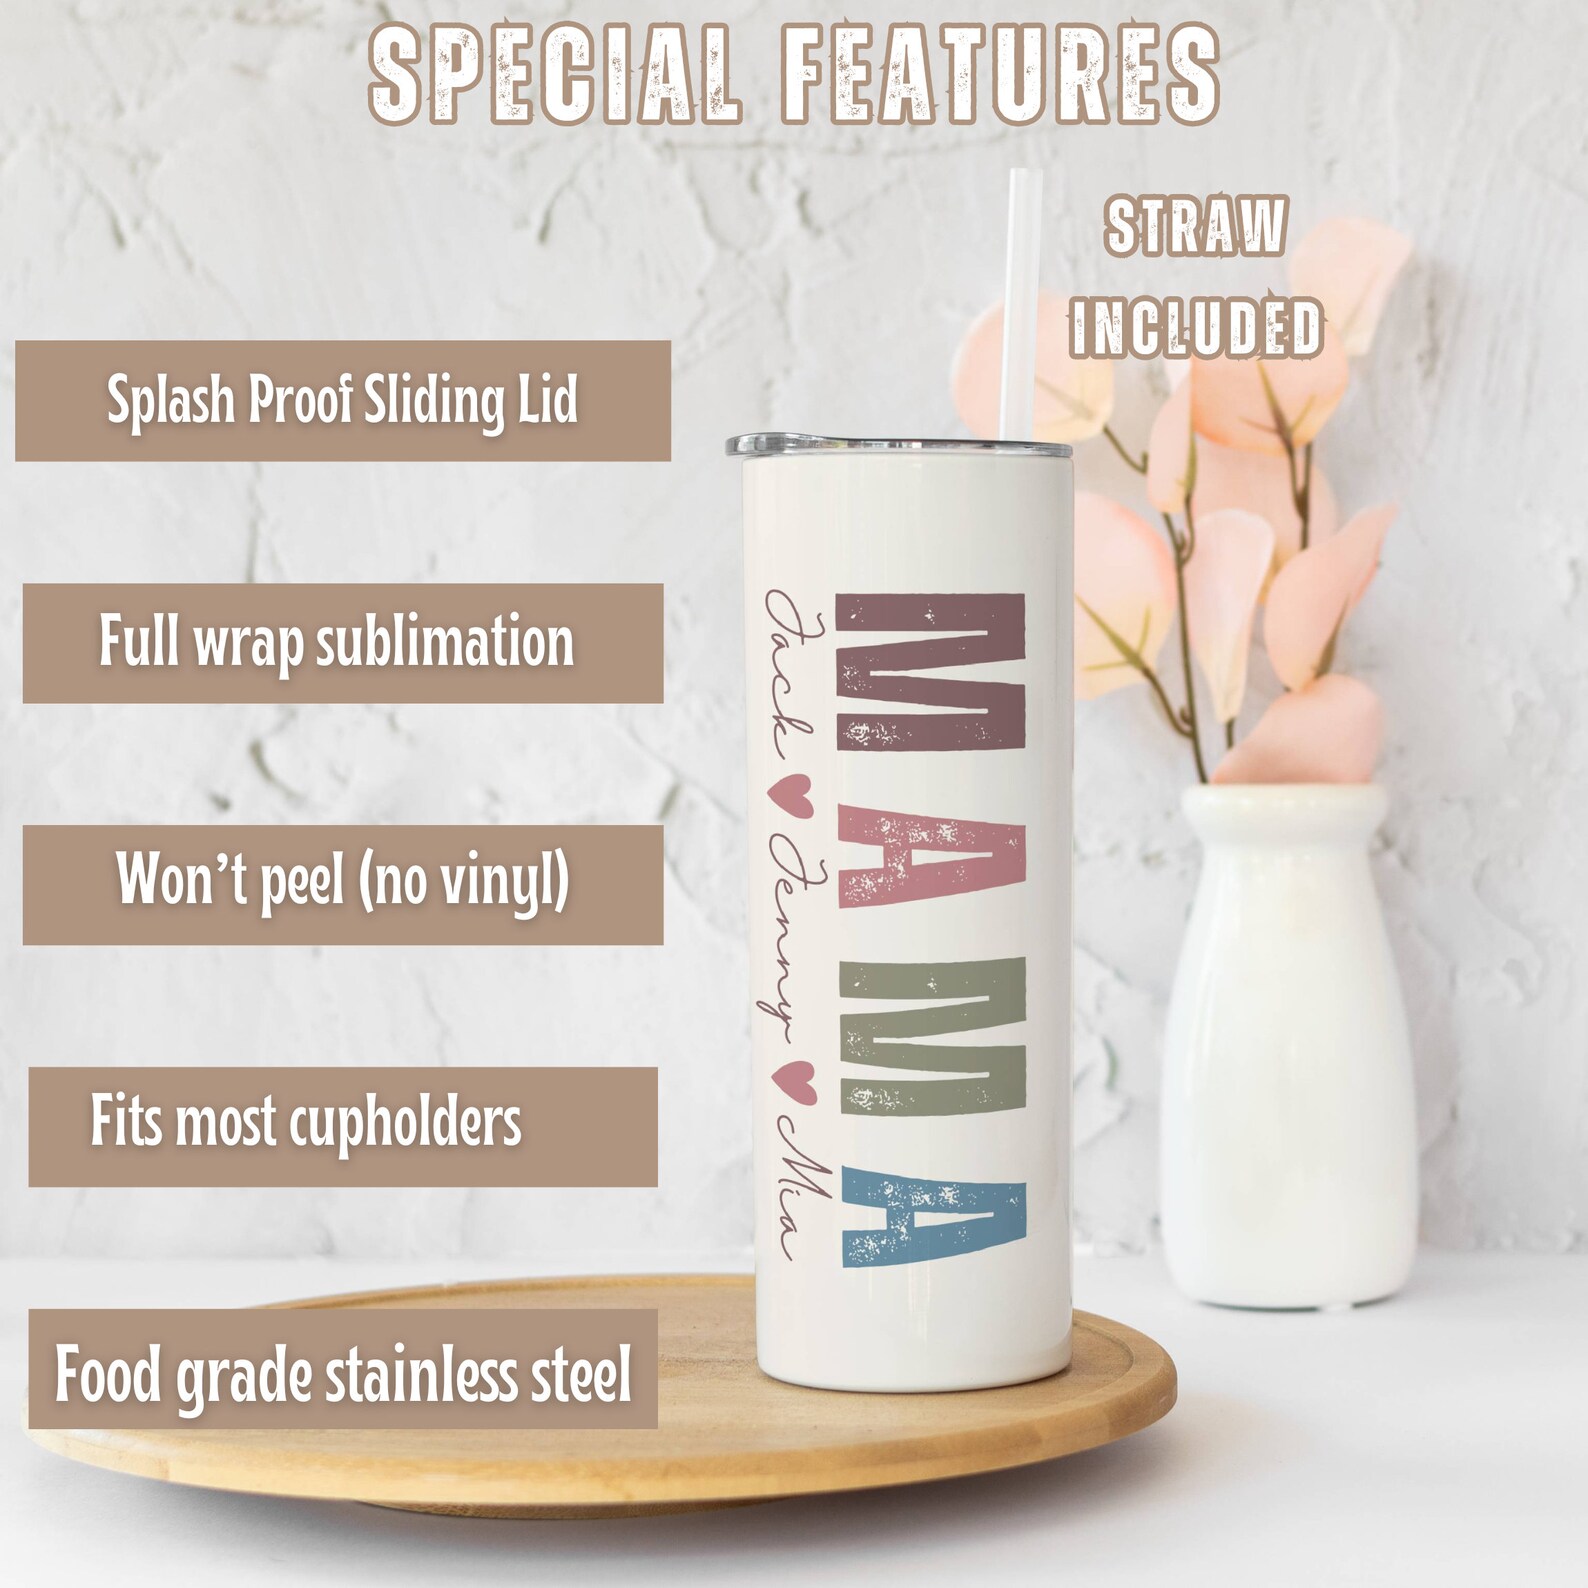 SPECIAL FEATURES
STRAW
INCLUDED
Splash Proof Sliding Lid
Full wrap sublimation
Won't peel (no vinyl)
Fits most cupholders
Food grade stainless steel
MAMA
Jack ♥ Jenny ♥ Mia